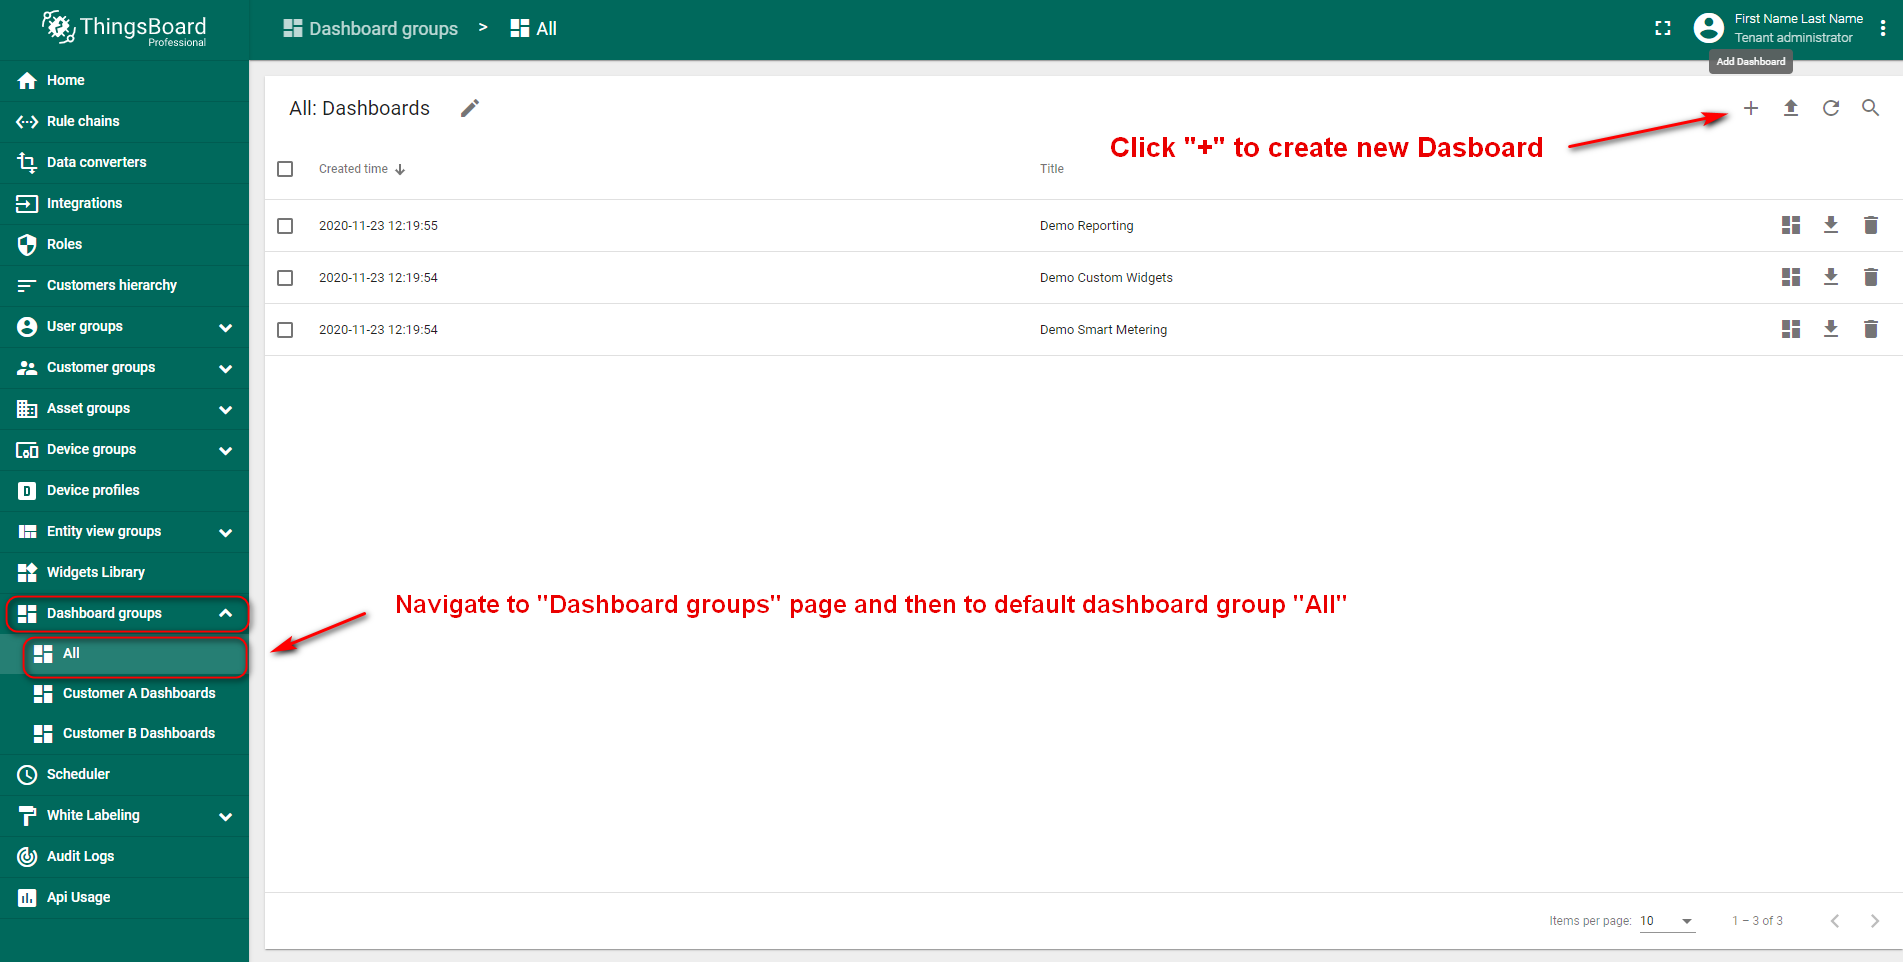 ThingsBoard
Professional
Dashboard groups > All
First Name Last Name
Tenant administrator
Add Dashboard
Home
Rule chains
Data converters
Integrations
Roles
Customers hierarchy
User groups
Customer groups
Asset groups
Device groups
Device profiles
Entity view groups
Widgets Library
Dashboard groups
All
Customer A Dashboards
Customer B Dashboards
Scheduler
White Labeling
Audit Logs
Api Usage
All: Dashboards
Click "+" to create new Dasboard
Created time Title
2020-11-23 12:19:55 Demo Reporting
2020-11-23 12:19:54 Demo Custom Widgets
2020-11-23 12:19:54 Demo Smart Metering
Navigate to "Dashboard groups" page and then to default dashboard group "All"
Items per page: 10 1 – 3 of 3